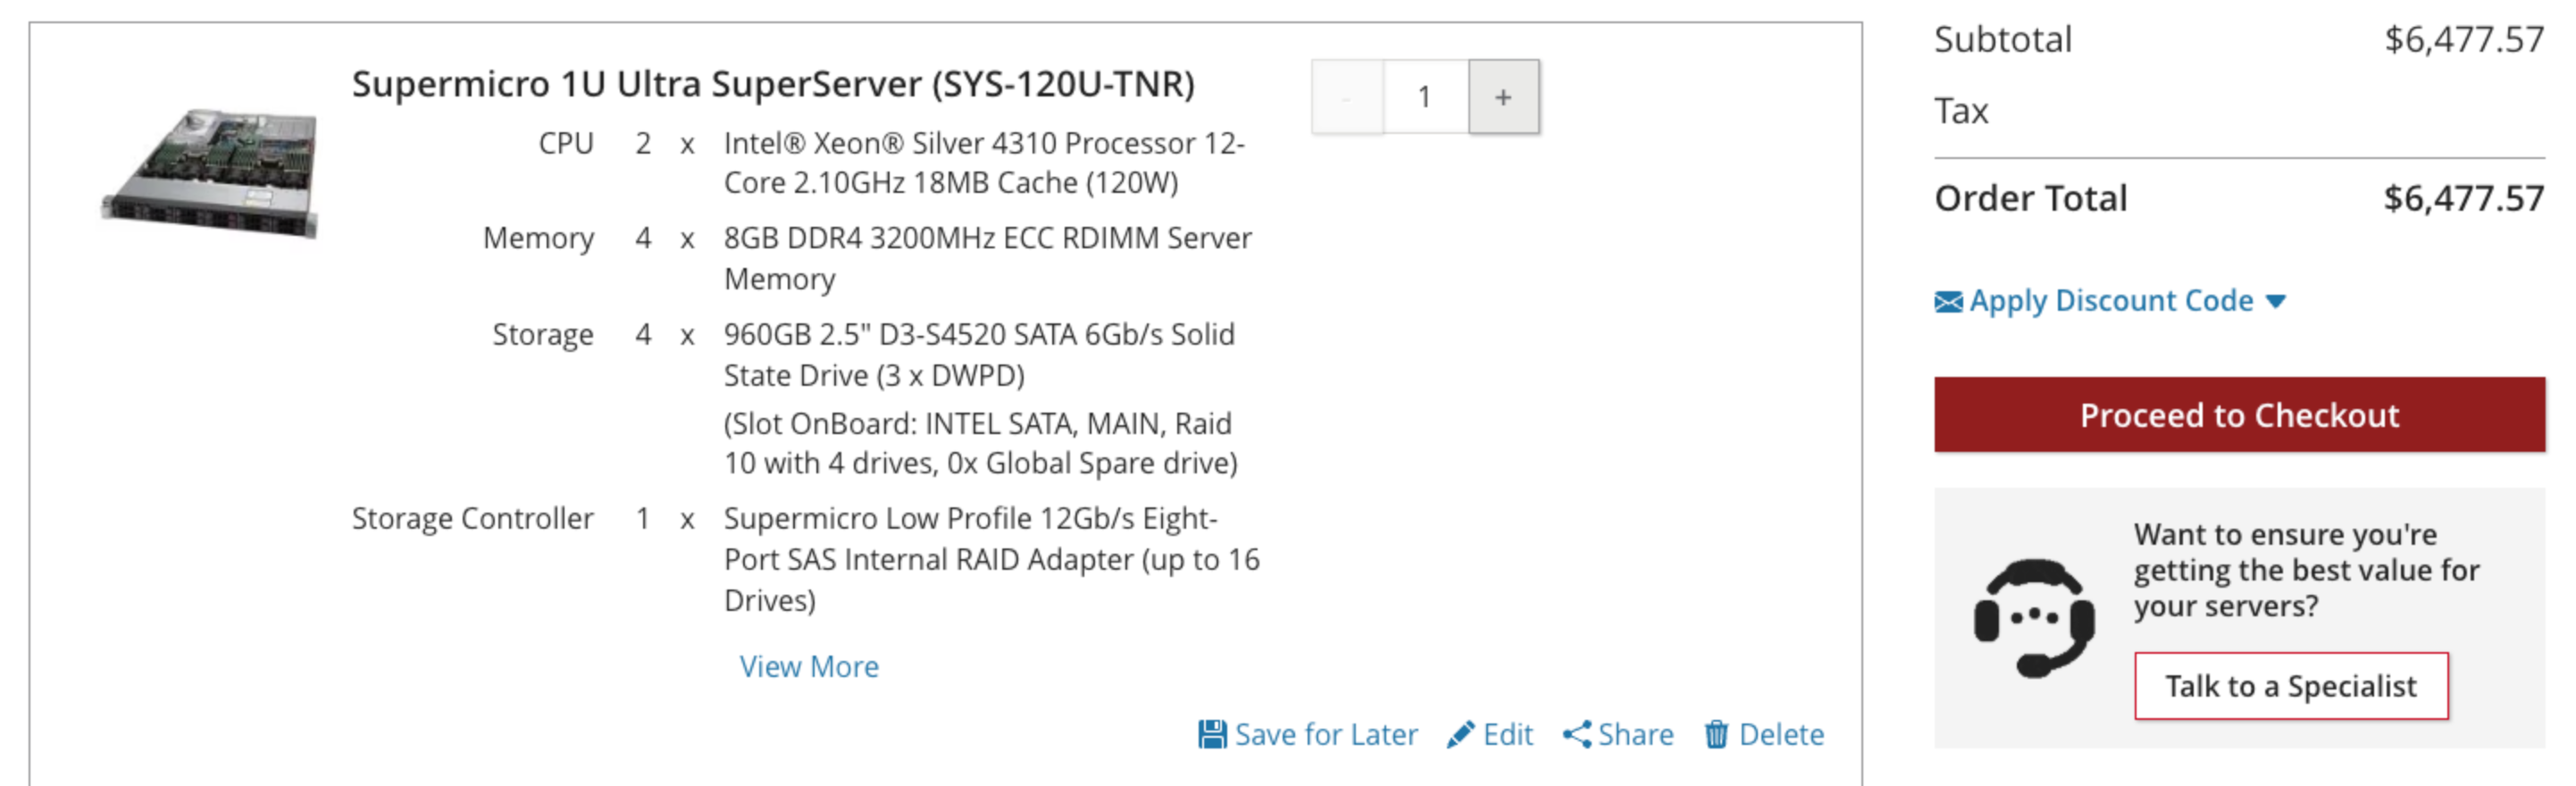 Supermicro 1U Ultra SuperServer (SYS-120U-TNR)
- 1 +
CPU 2 x Intel® Xeon® Silver 4310 Processor 12-
Core 2.10GHz 18MB Cache (120W)
Memory 4 x 8GB DDR4 3200MHz ECC RDIMM Server
Memory
Storage 4 x 960GB 2.5" D3-S4520 SATA 6Gb/s Solid
State Drive (3 x DWPD)
(Slot OnBoard: INTEL SATA, MAIN, Raid
10 with 4 drives, 0x Global Spare drive)
Storage Controller 1 x Supermicro Low Profile 12Gb/s Eight-
Port SAS Internal RAID Adapter (up to 16
Drives)
View More
Save for Later Edit Share Delete
Subtotal $6,477.57
Tax
Order Total $6,477.57
Apply Discount Code
Proceed to Checkout
Want to ensure you're
getting the best value for
your servers?
Talk to a Specialist